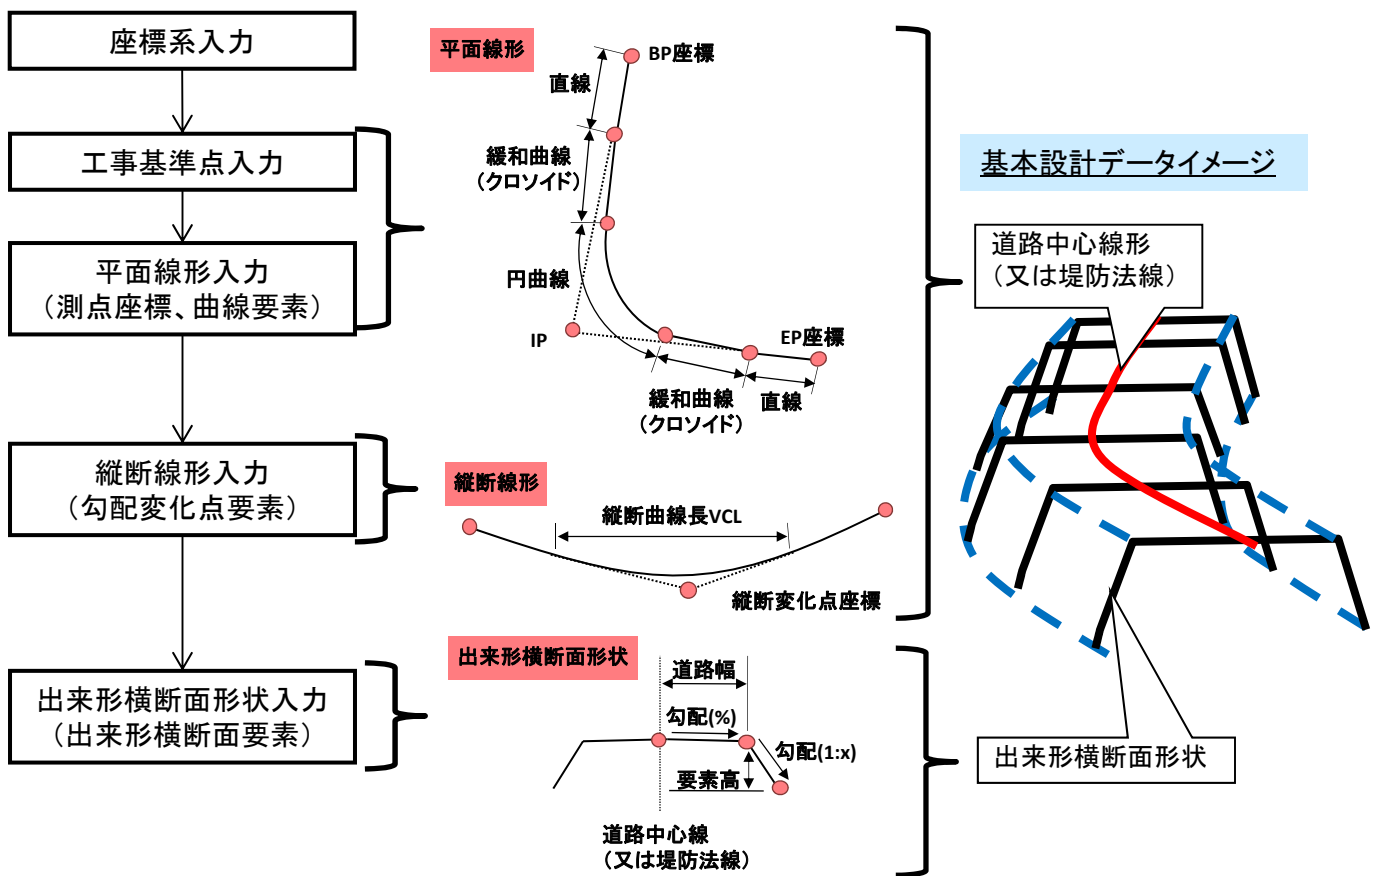 座標系入力
工事基準点入力
平面線形入力
（測点座標、曲線要素）
縦断線形入力
（勾配変化点要素）
出来形横断面形状入力
（出来形横断面要素）
平面線形
BP座標
直線
緩和曲線
（クロソイド）
円曲線
IP
EP座標
緩和曲線
（クロソイド）
直線
縦断線形
縦断曲線長VCL
縦断変化点座標
出来形横断面形状
道路幅
勾配(%)
勾配(1:x)
要素高
道路中心線
（又は堤防法線）
基本設計データイメージ
道路中心線形
（又は堤防法線）
出来形横断面形状